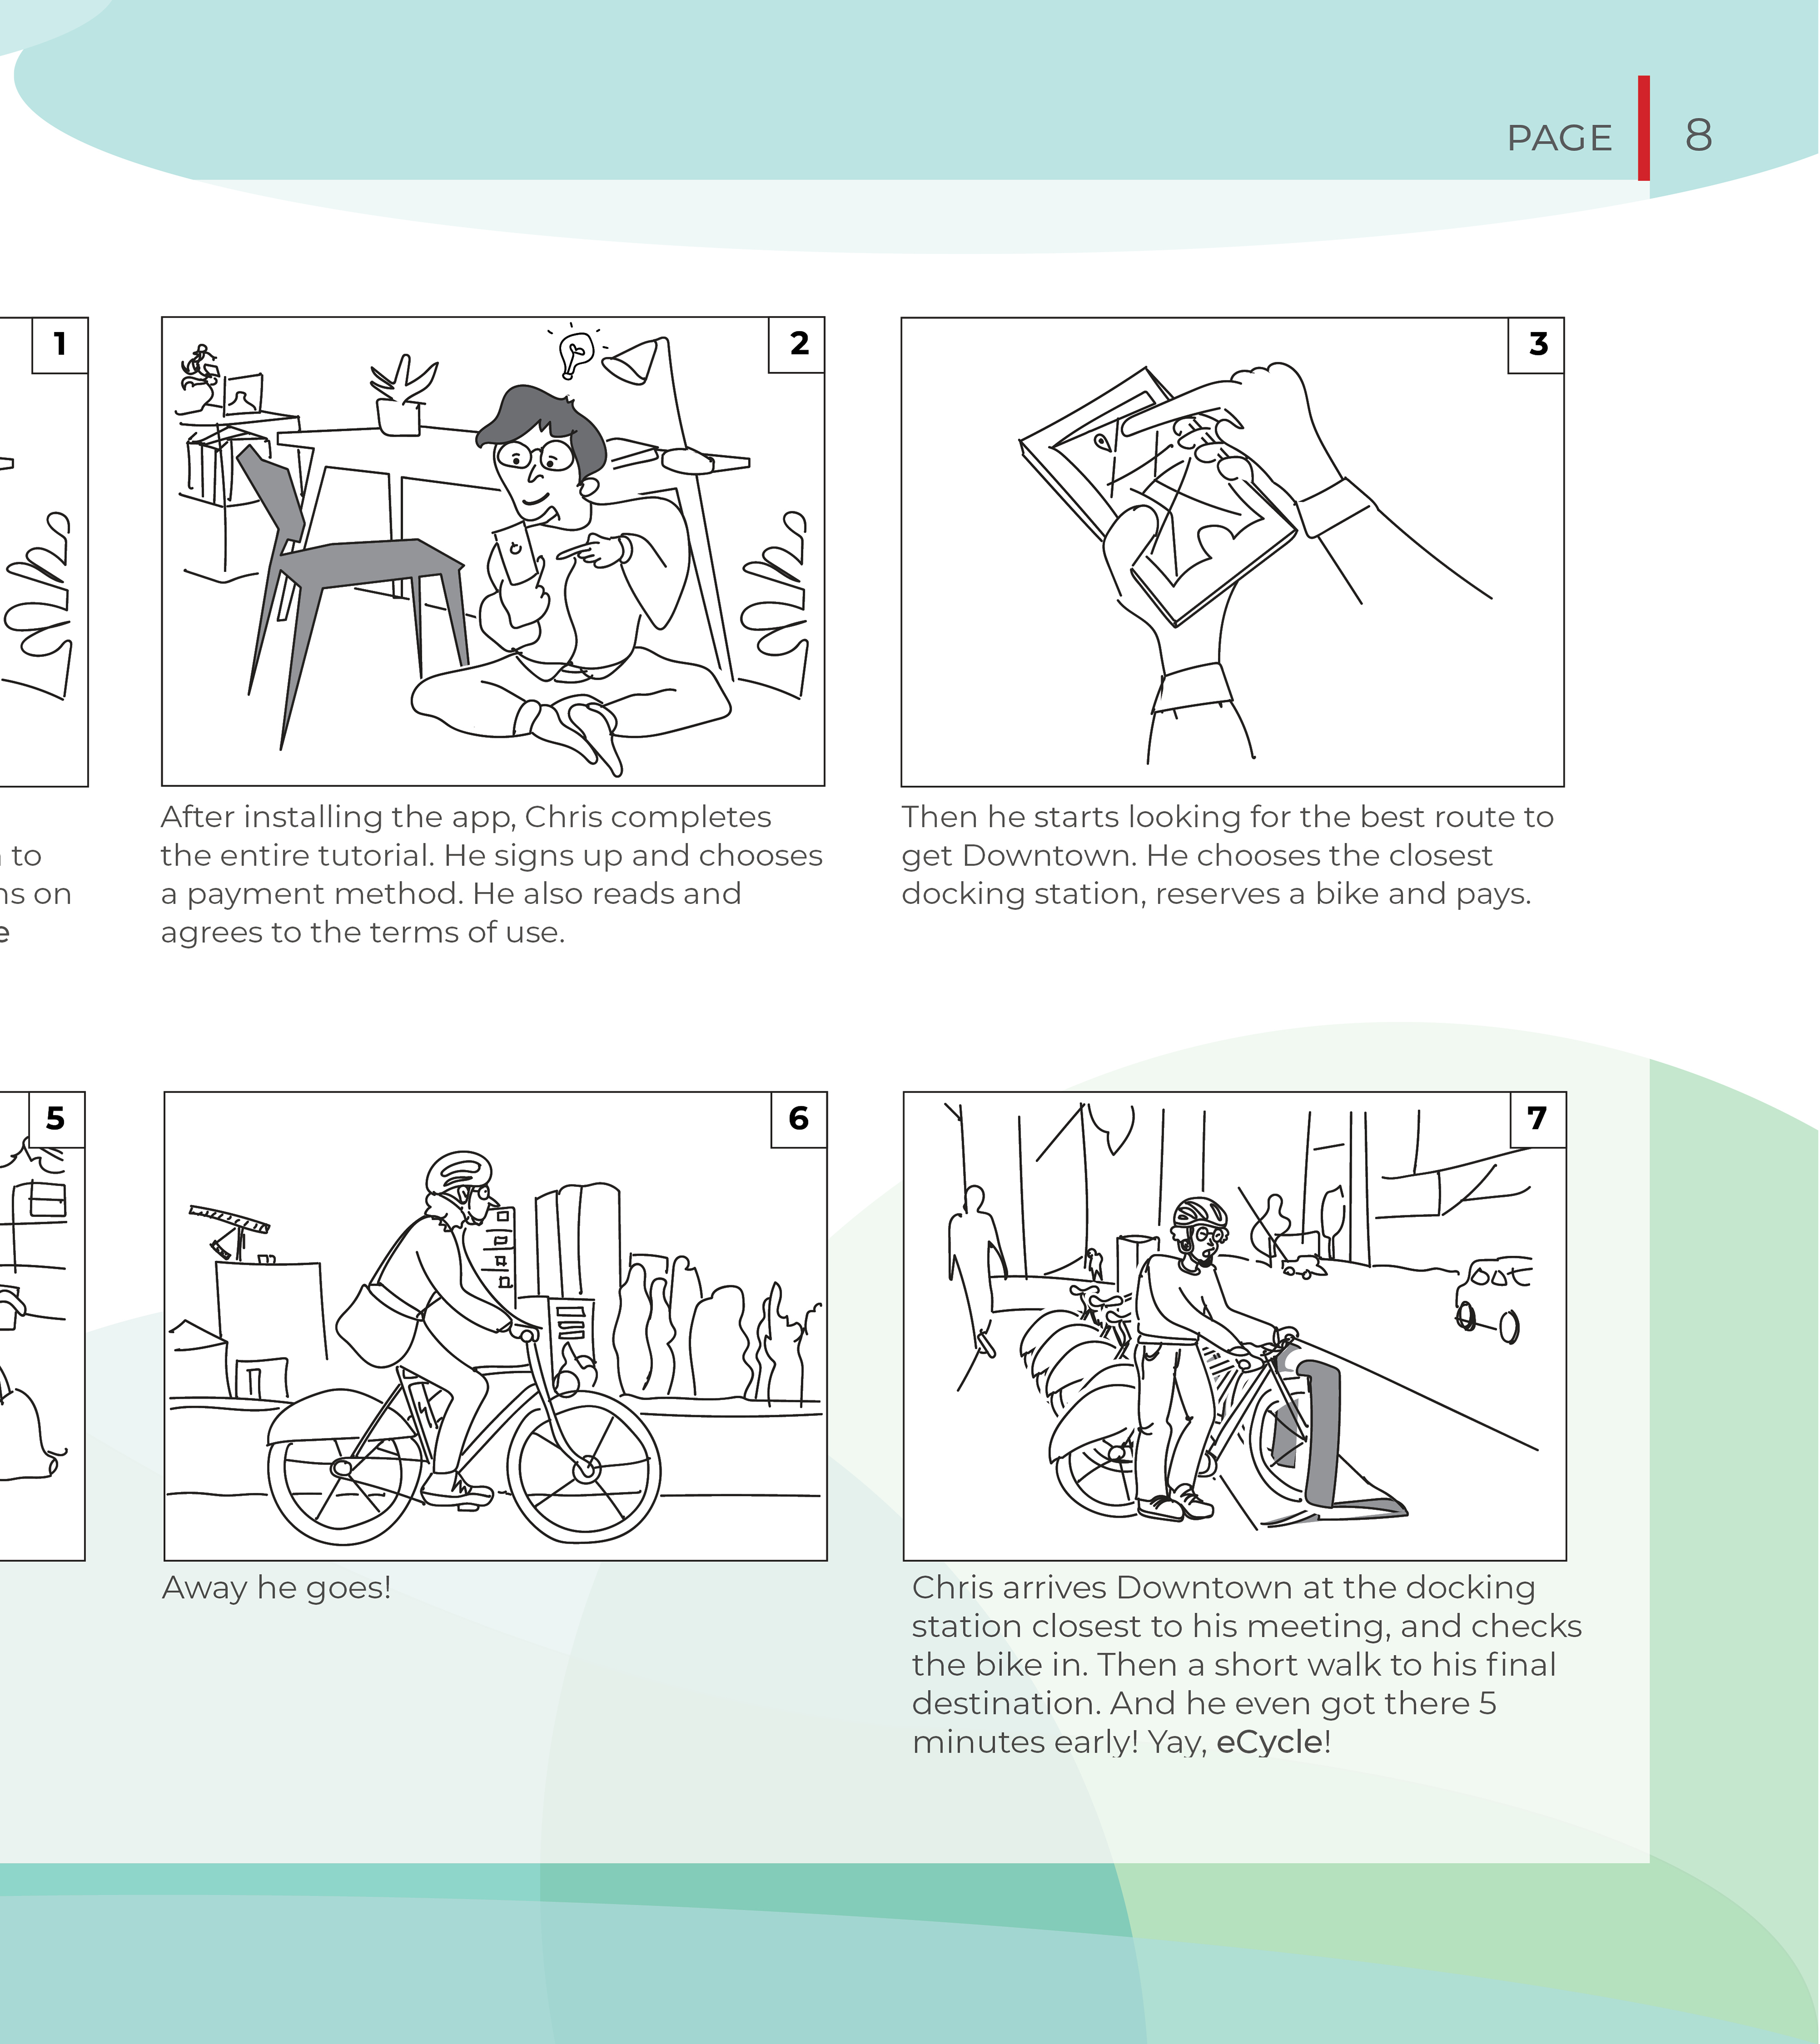 PAGE 8
1
2
3
to
ns on
After installing the app, Chris completes
the entire tutorial. He signs up and chooses
a payment method. He also reads and
agrees to the terms of use.
Then he starts looking for the best route to
get Downtown. He chooses the closest
docking station, reserves a bike and pays.
5
6
7
Away he goes!
Chris arrives Downtown at the docking
station closest to his meeting, and checks
the bike in. Then a short walk to his final
destination. And he even got there 5
minutes early! Yay, eCycle!